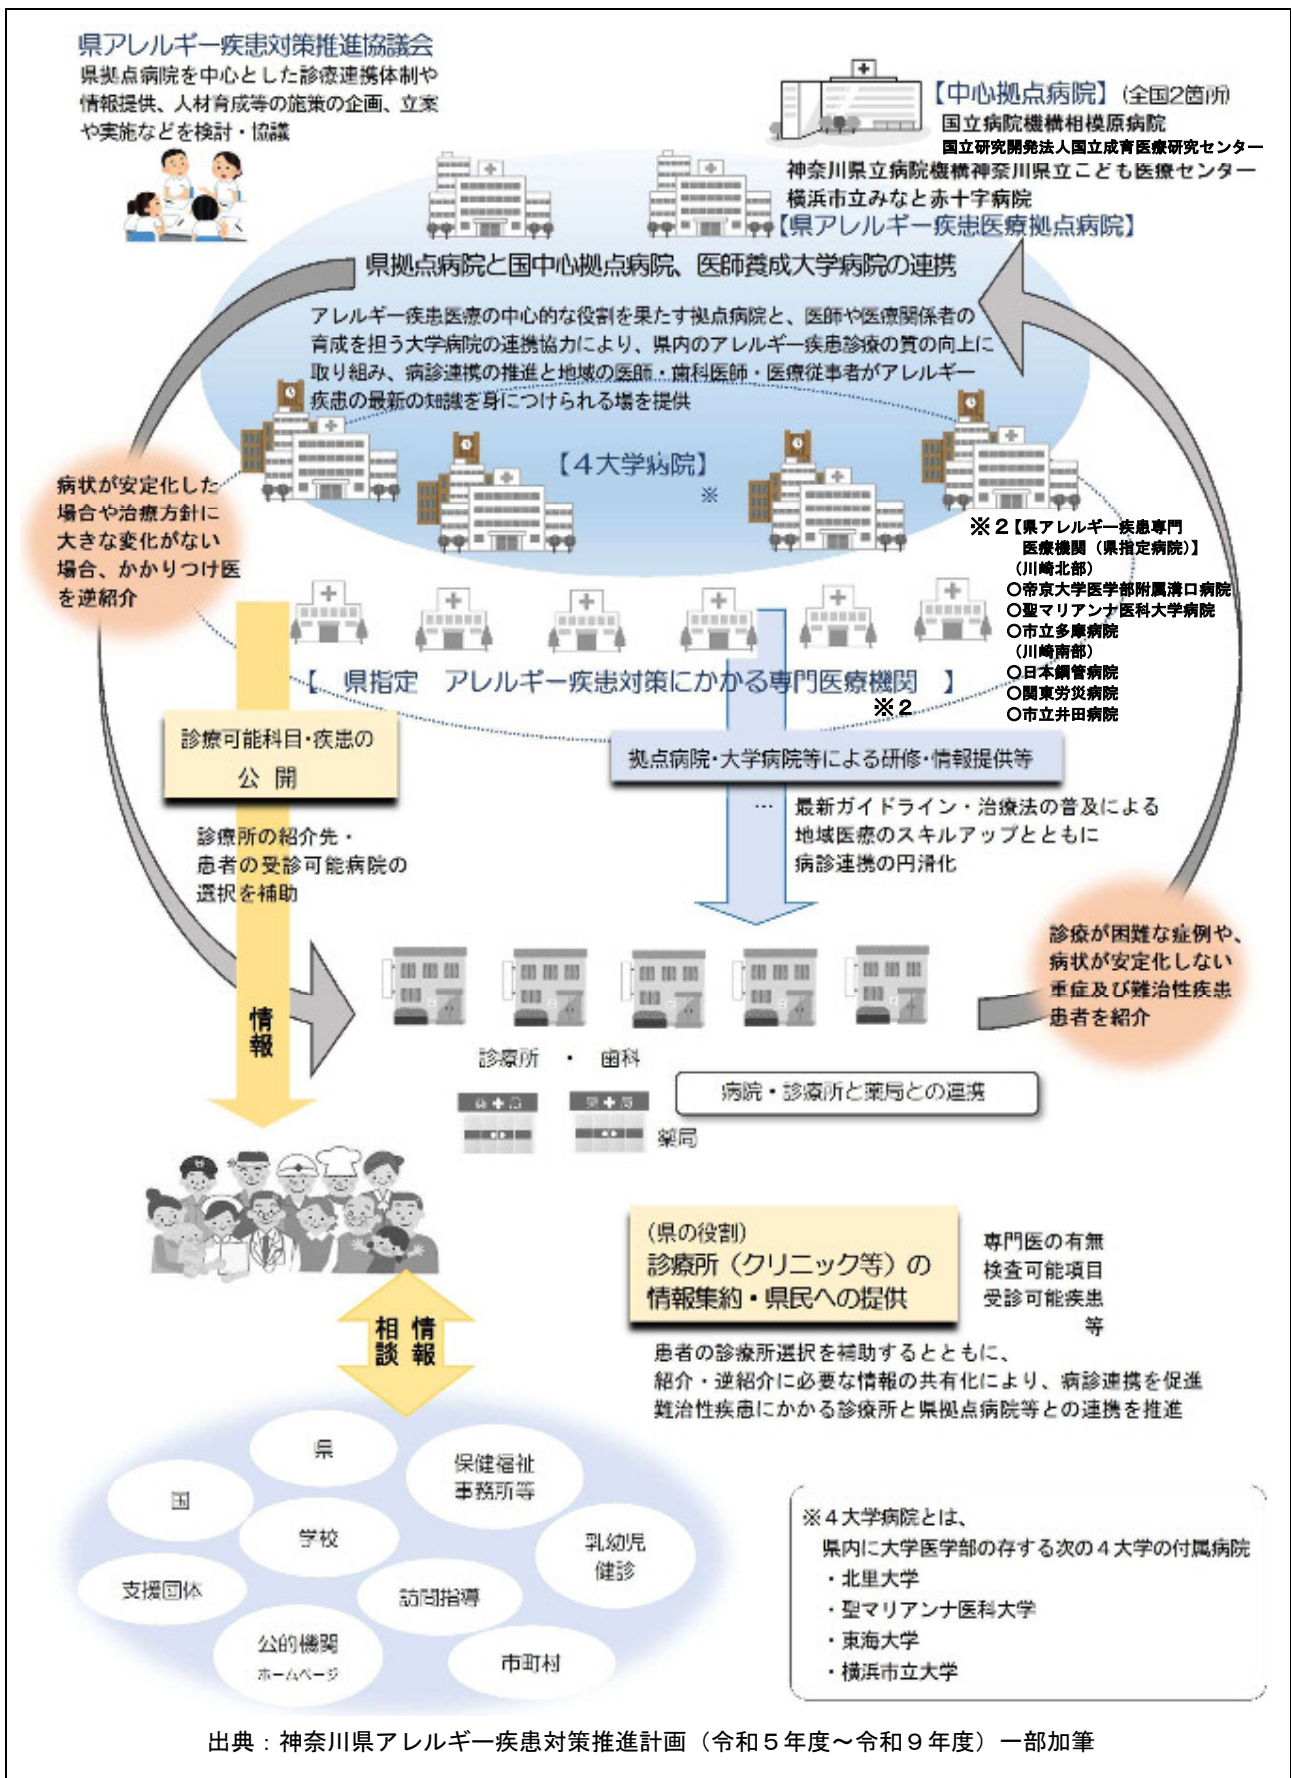 県アレルギー疾患対策推進協議会
県拠点病院を中心とした診療連携体制や
情報提供、人材育成等の施策の企画、立案
や実施などを検討・協議
【中心拠点病院】(全国2箇所)
国立病院機構相模原病院
国立研究開発法人国立成育医療研究センター
神奈川県立病院機構神奈川県立こども医療センター
横浜市立みなと赤十字病院
【県アレルギー疾患医療拠点病院】
県拠点病院と国中心拠点病院、医師養成大学病院の連携
アレルギー疾患医療の中心的な役割を果たす拠点病院と、医師や医療関係者の
育成を担う大学病院の連携協力により、県内のアレルギー疾患診療の質の向上に
取り組み、病診連携の推進と地域の医師・歯科医師・医療従事者がアレルギー
疾患の最新の知識を身につけられる場を提供
【4大学病院】
※
病状が安定化した
場合や治療方針に
大きな変化がない
場合、かかりつけ医
を逆紹介
※2【県アレルギー疾患専門
医療機関（県指定病院）】
（川崎北部）
○帝京大学医学部附属溝口病院
○聖マリアンナ医科大学病院
○市立多摩病院
（川崎南部）
○日本鋼管病院
○関東労災病院
○市立井田病院
【 県指定 アレルギー疾患対策にかかる専門医療機関 】
※2
診療可能科目・疾患の
公 開
拠点病院・大学病院等による研修・情報提供等
… 最新ガイドライン・治療法の普及による
地域医療のスキルアップとともに
病診連携の円滑化
診療所の紹介先・
患者の受診可能病院の
選択を補助
診療が困難な症例や、
病状が安定化しない
重症及び難治性疾患
患者を紹介
情報
診療所 ・ 歯科
病院・診療所と薬局との連携
薬局
(県の役割)
診療所（クリニック等）の
情報集約・県民への提供
専門医の有無
検査可能項目
受診可能疾患
等
患者の診療所選択を補助するとともに、
紹介・逆紹介に必要な情報の共有化により、病診連携を促進
難治性疾患にかかる診療所と県拠点病院等との連携を推進
情報
相談
県
保健福祉
事務所等
国
学校
乳幼児
健診
支援団体
訪問指導
公的機関
ホームページ
市町村
※4大学病院とは、
県内に大学医学部の存する次の4大学の付属病院
・北里大学
・聖マリアンナ医科大学
・東海大学
・横浜市立大学
出典：神奈川県アレルギー疾患対策推進計画（令和５年度～令和９年度）一部加筆